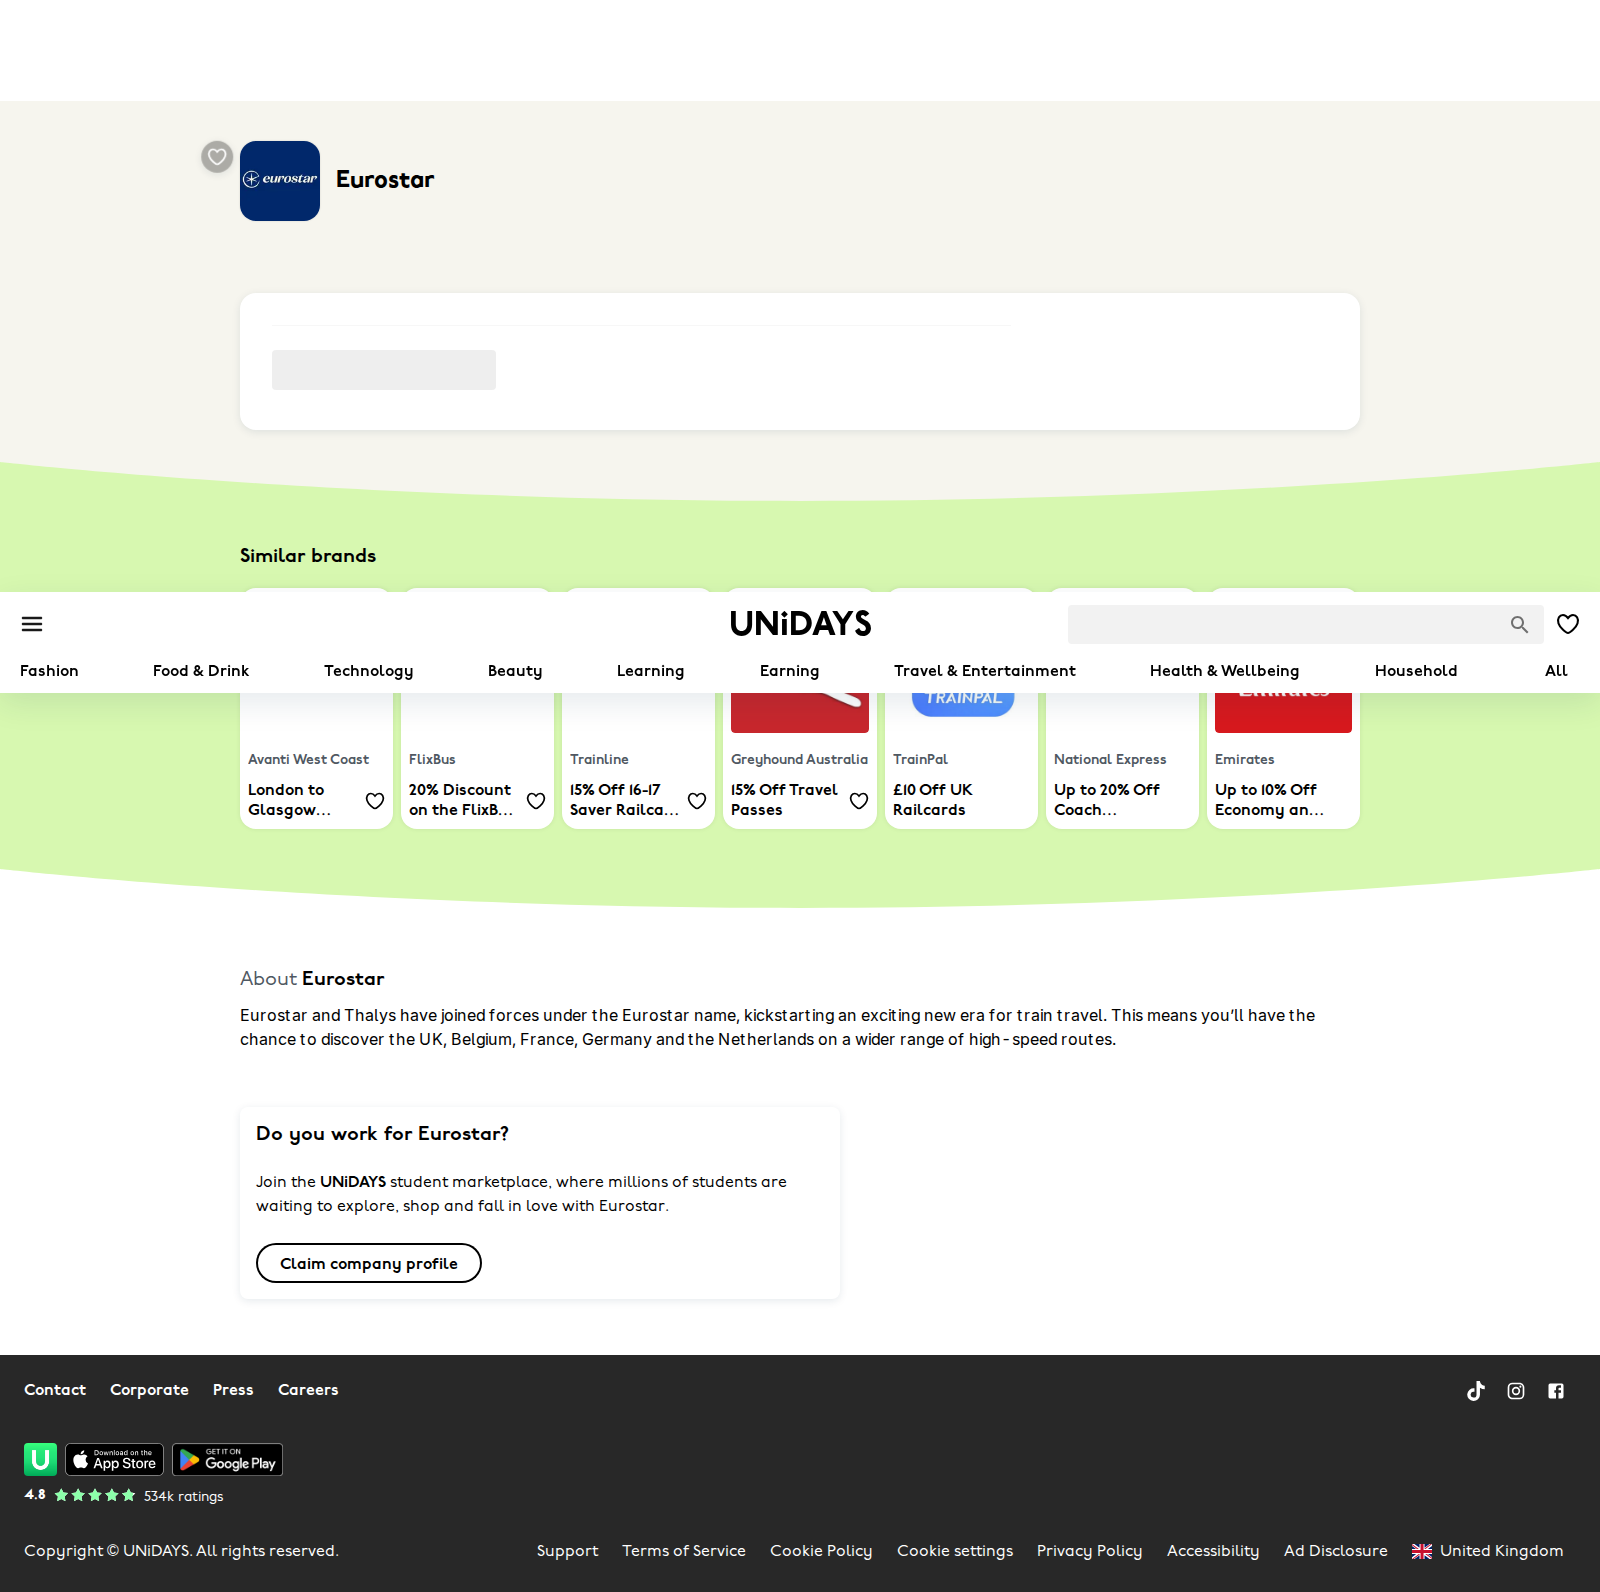 eurostar
Eurostar
Similar brands
UNiDAYS
Fashion
Food & Drink
Technology
Beauty
Learning
Earning
Travel & Entertainment
Health & Wellbeing
Household
All
TRAINPAL
Emirates
Avanti West Coast
London to
Glasgow...
FlixBus
20% Discount
on the FlixB...
Trainline
15% Off 16-17
Saver Railca...
Greyhound Australia
15% Off Travel
Passes
TrainPal
£10 Off UK
Railcards
National Express
Up to 20% Off
Coach...
Emirates
Up to 10% Off
Economy an...
About Eurostar
Eurostar and Thalys have joined forces under the Eurostar name, kickstarting an exciting new era for train travel. This means you’ll have the
chance to discover the UK, Belgium, France, Germany and the Netherlands on a wider range of high-speed routes.
Do you work for Eurostar?
Join the UNiDAYS student marketplace, where millions of students are
waiting to explore, shop and fall in love with Eurostar.
Claim company profile
Contact
Corporate
Press
Careers
U
Download on the
App Store
GET IT ON
Google Play
4.8
534k ratings
Copyright © UNiDAYS. All rights reserved.
Support
Terms of Service
Cookie Policy
Cookie settings
Privacy Policy
Accessibility
Ad Disclosure
United Kingdom